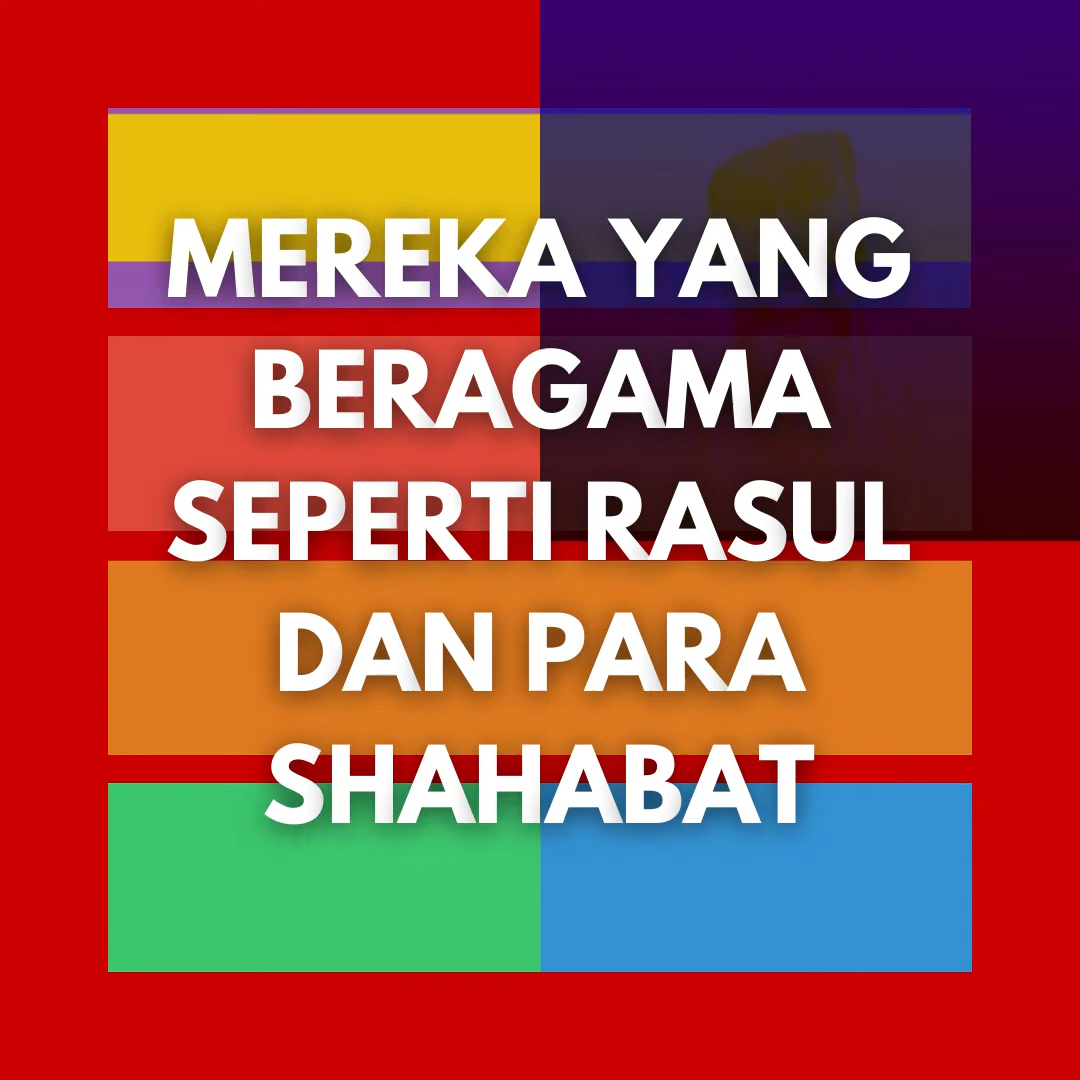 MEREKA YANG
BERAGAMA
SEPERTI RASUL
DAN PARA
SHAHABAT